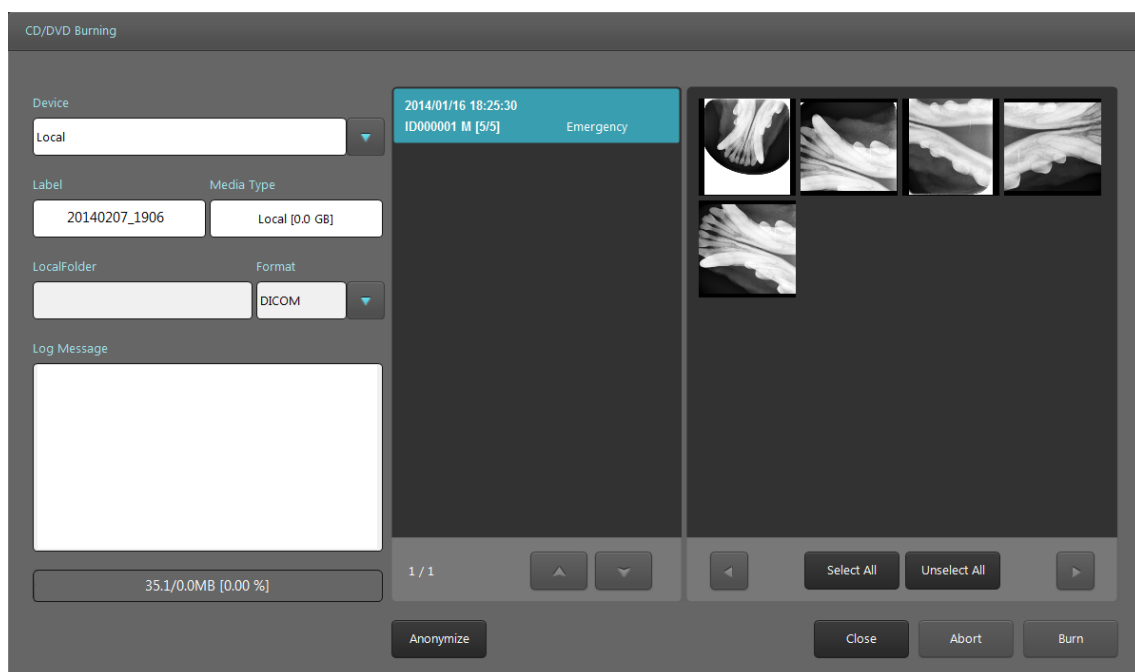 CD/DVD Burning
Device
Local
Label
Media Type
20140207_1906
Local [0.0 GB]
LocalFolder
Format
DICOM
Log Message
35.1/0.0MB [0.00 %]
2014/01/16 18:25:30
ID000001 M [5/5] Emergency
1 / 1
Select All
Unselect All
Anonymize
Close
Abort
Burn